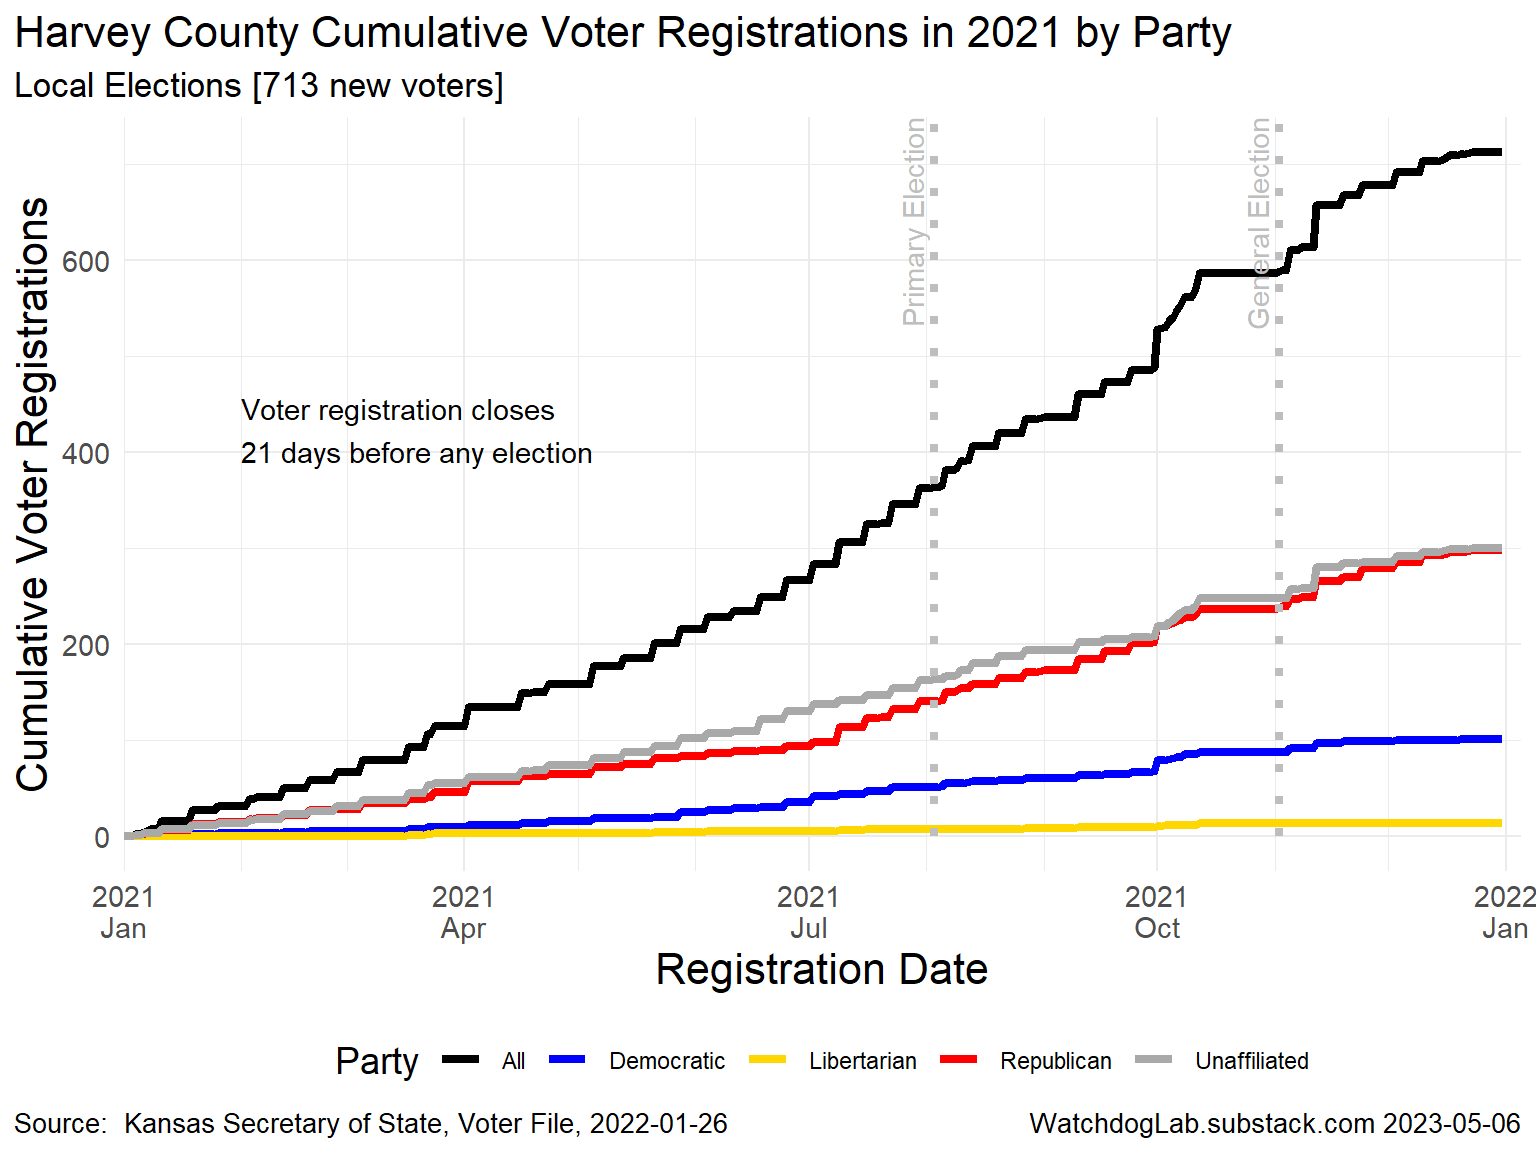 Harvey County Cumulative Voter Registrations in 2021 by Party
Local Elections [713 new voters]
Cumulative Voter Registrations
600
400
200
0
Primary Election
General Election
Voter registration closes
21 days before any election
2021 2021 2021 2021 2022
Jan Apr Jul Oct Jan
Registration Date
Party All Democratic Libertarian Republican Unaffiliated
Source:  Kansas Secretary of State, Voter File, 2022-01-26
WatchdogLab.substack.com 2023-05-06